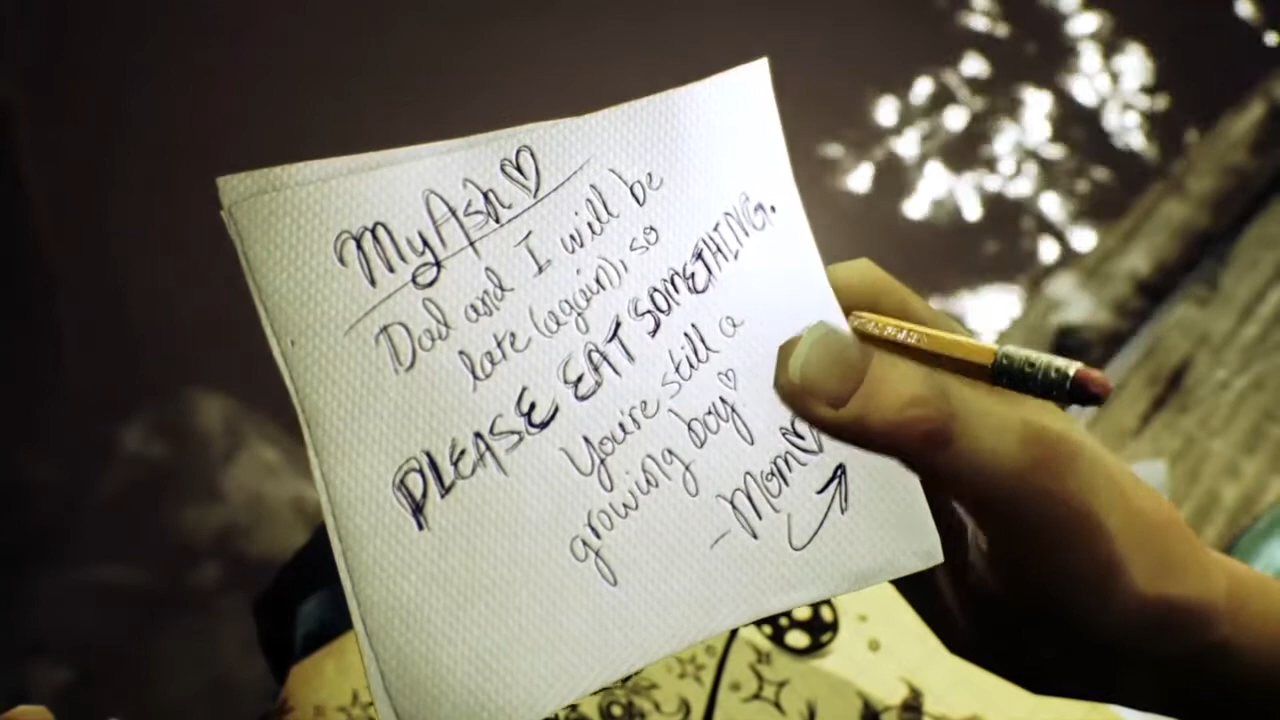 My Ash♡
Dad and I will be
late (again), so
PLEASE EAT SOMETHING.
You're still a
growing boy♡
-Mom♡